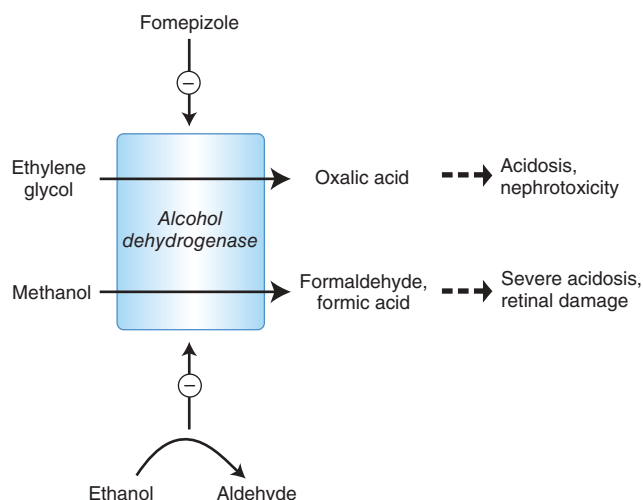 Fomepizole
−
Ethylene
glycol
Oxalic acid
Acidosis,
nephrotoxicity
Alcohol
dehydrogenase
Methanol
Formaldehyde,
formic acid
Severe acidosis,
retinal damage
−
Ethanol
Aldehyde